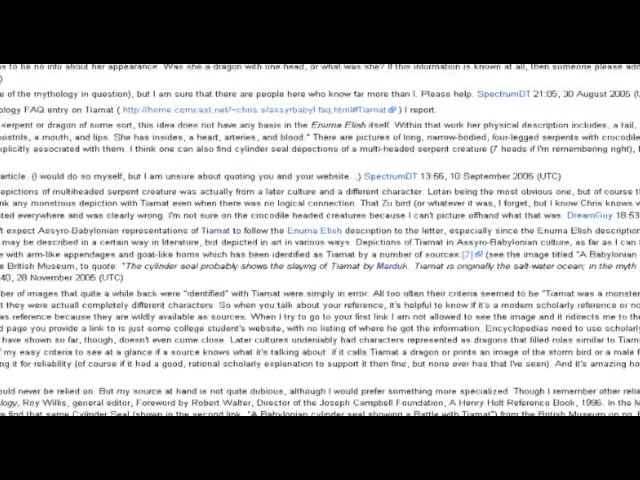 as to be no info about her appearance. Was she a dragon with one head, or what was she? If this information is known at all, then someone please add
)
e of the mythology in question), but I am sure that there are people here who know far more than I. Please help. SpectrumDT 21:05, 30 August 2005 (U
ology FAQ entry on Tiamat ( http://home.comcast.net/~chris.s/assyrbabyl-faq.html#Tiamat ) I report:
serpent or dragon of some sort, this idea does not have any basis in the Enuma Elish itself. Within that work her physical description includes, a tail,
nostrils, a mouth, and lips. She has insides, a heart, arteries, and blood." There are pictures of long, narrow-bodied, four-legged serpents with crocodile
explicitly associated with them. I think one can also find cylinder seal depictions of a multi-headed serpent creature (7 heads if I'm remembering right),
article. (I would do so myself, but I am unsure about quoting you and your website...) SpectrumDT 13:55, 10 September 2005 (UTC)
depictions of multiheaded serpent creature was actually from a later culture and a different character. Lotan being the most obvious one, but of course th
nk any monstrous depiction with Tiamat even when there was no logical connection. That Zu bird (or whatever it was, I forget, but I know Chris knows w
ted everywhere and was clearly wrong. I'm not sure on the crocodile headed creatures because I can't picture offhand what that was. DreamGuy 18:53
't expect Assyro-Babylonian representations of Tiamat to follow the Enuma Elish description to the letter, especially since the Enuma Elish description
may be described in a certain way in literature, but depicted in art in various ways. Depictions of Tiamat in Assyro-Babylonian culture, as far as I can
e with arm-like appendages and goat-like horns which has been identified as Tiamat by a number of sources:[2] (see the image titled "A Babylonian
e British Museum, to quote: "The cylinder seal probably shows the slaying of Tiamat by Marduk. Tiamat is originally the salt-water ocean; in the myth
:40, 28 November 2005 (UTC)
ber of images that quite a while back were "identified" with Tiamat were simply in error. All too often their criteria seemed to be "Tiamat was a monster
t they were actuall completely different characters. So when you talk about your reference, it's helpful to know if it's a modern scholarly reference or no
as reference because they are wildly available as sources. When I try to go to your first link I am not allowed to see the image and it ridirects me to the
d page you provide a link to is just some college student's website, with no listing of where he got the information. Encyclopedias need to use scholarly
have shown so far, though, doesn't even come close. Later cultures undeniably had characters represented as dragons that filled roles similar to Tiam
f my easy criteria to see at a glance if a source knows what it's talking about: if it calls Tiamat a dragon or prints an image of the storm bird or a male f
ng it for reliability (of course if it had a good, rational scholarly explanation to support it then fine, but none ever has that I've seen). And it's amazing ho
ould never be relied on. But my source at hand is not quite dubious, although I would prefer something more specialized. Though I remember other relia
ology, Roy Willis, general editor, Foreword by Robert Walter, Director of the Joseph Campbell Foundation, A Henry Holt Reference Book, 1996. In the M
find that same Cylinder Seal (shown in the second link, "A Babylonian cylinder seal showing a Battle with Tiamat") from the British Museum on pg.